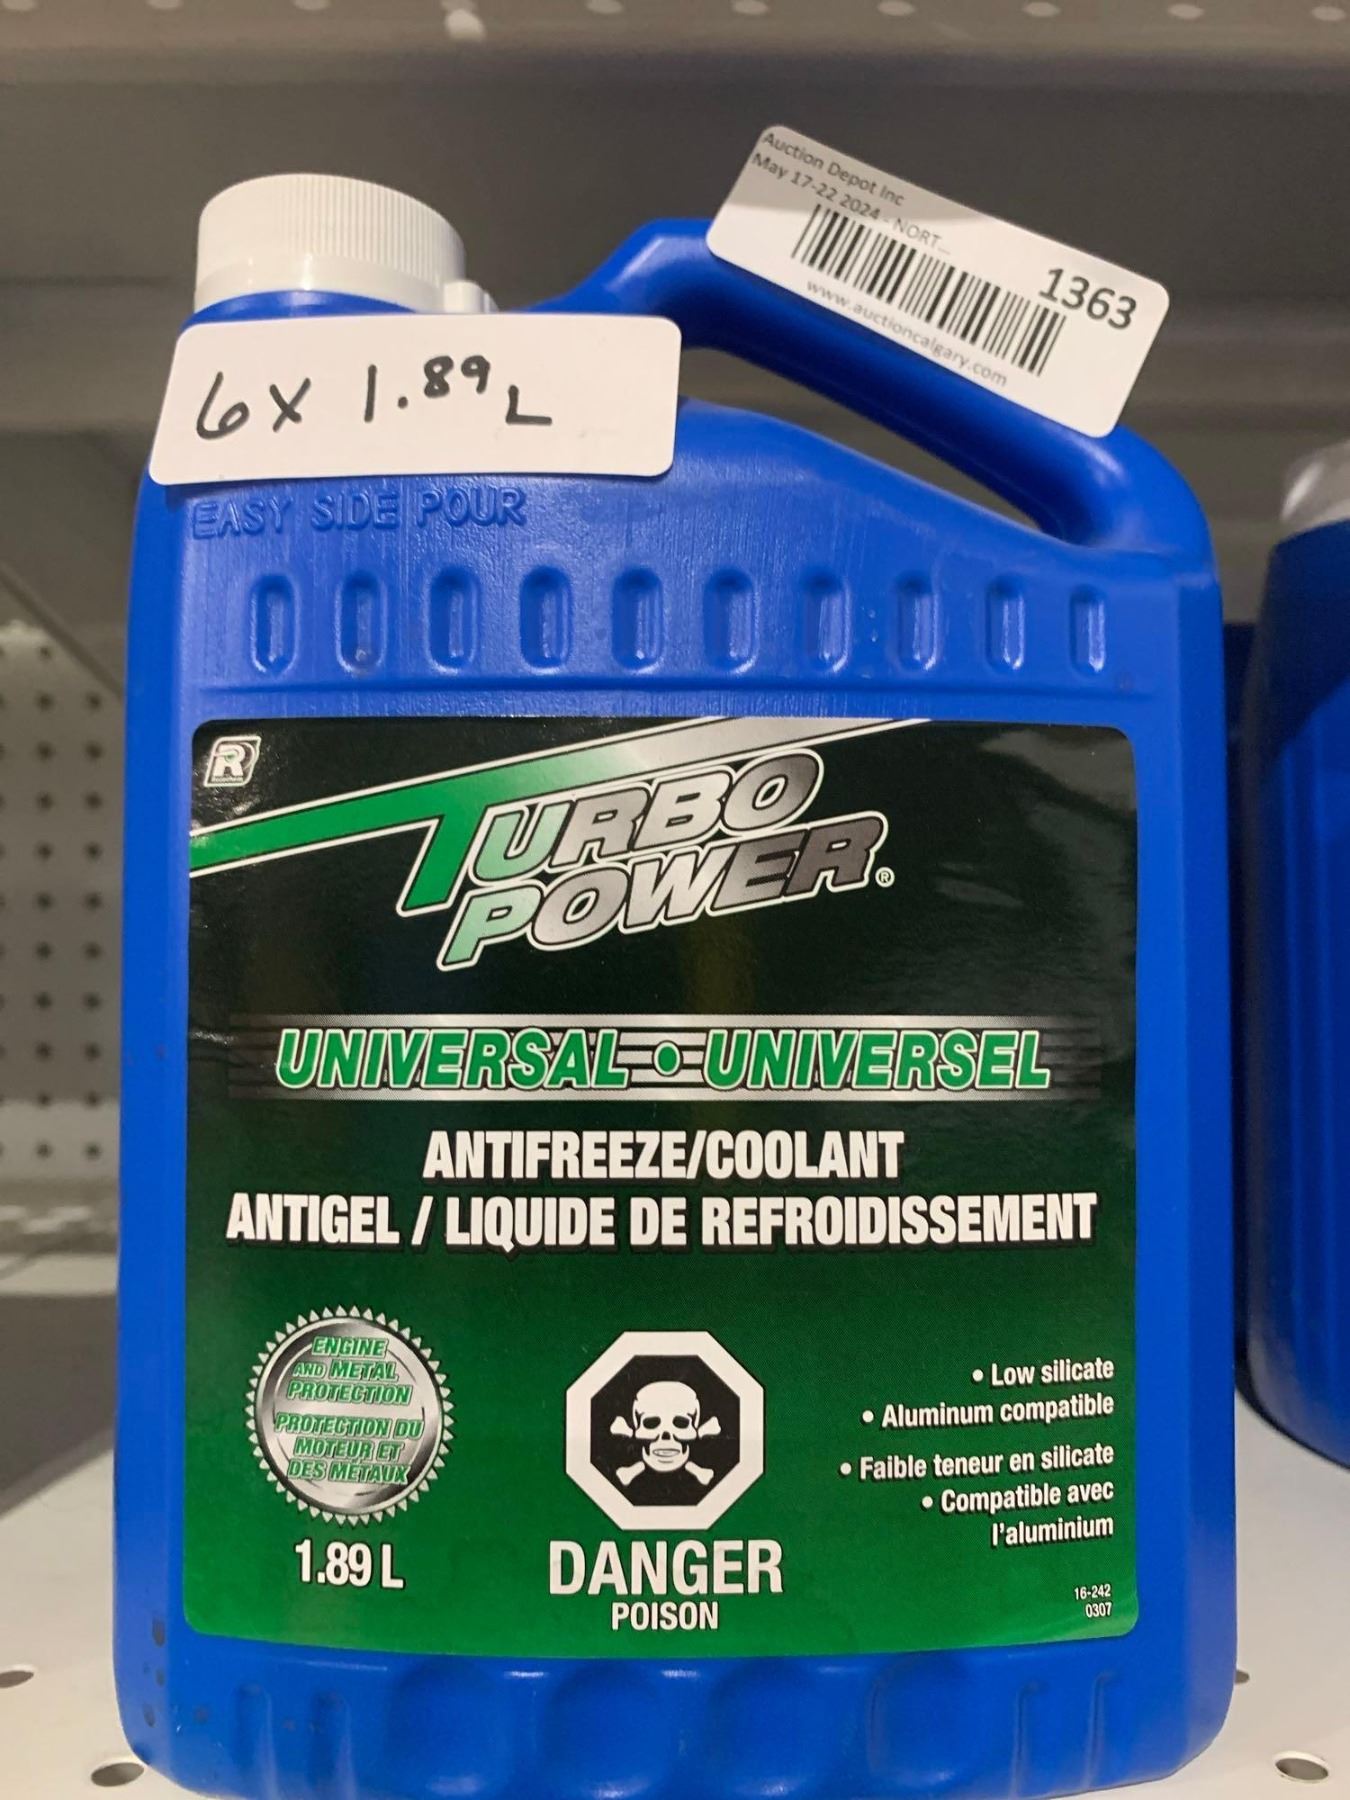 Auction Depot Inc
May 17-22 2024 - NORT...
1363
www.auctioncalgary.com
6 x 1.89 L
EASY SIDE POUR
R
TURBO
POWER®
UNIVERSAL • UNIVERSEL
ANTIFREEZE/COOLANT
ANTIGEL / LIQUIDE DE REFROIDISSEMENT
ENGINE
AND METAL
PROTECTION
PROTECTION DU
MOTEUR ET
DES MÉTAUX
1.89 L
DANGER
POISON
• Low silicate
• Aluminum compatible
• Faible teneur en silicate
• Compatible avec
l'aluminium
16-242
0307